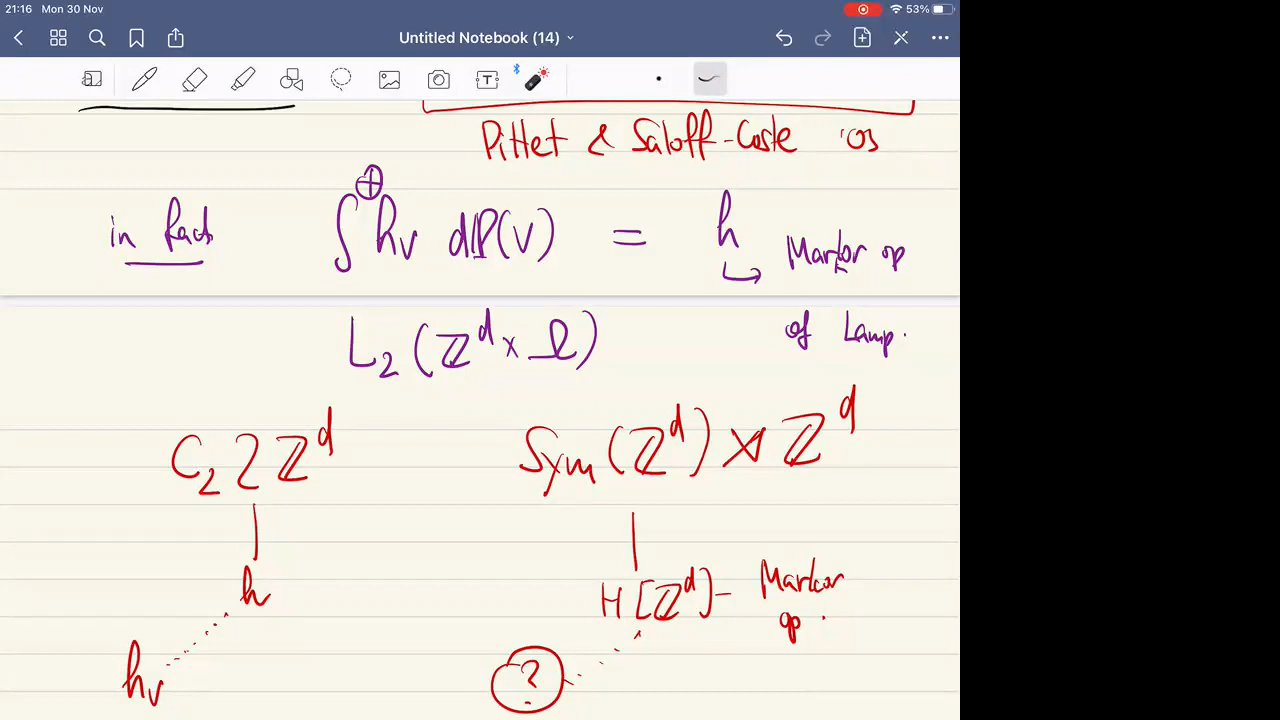 21:16 Mon 30 Nov
53%
Untitled Notebook (14)
Pittet & Saloff-Coste '03
in fact ∫^⊕ h_V dℙ(V) = h
↳ Markov op
L_2(ℤ^d × Ω) of Lamp.
C_2 ≀ ℤ^d Sym(ℤ^d) ⋊ ℤ^d
h H[ℤ^d] - Markov
op.
h_V ?